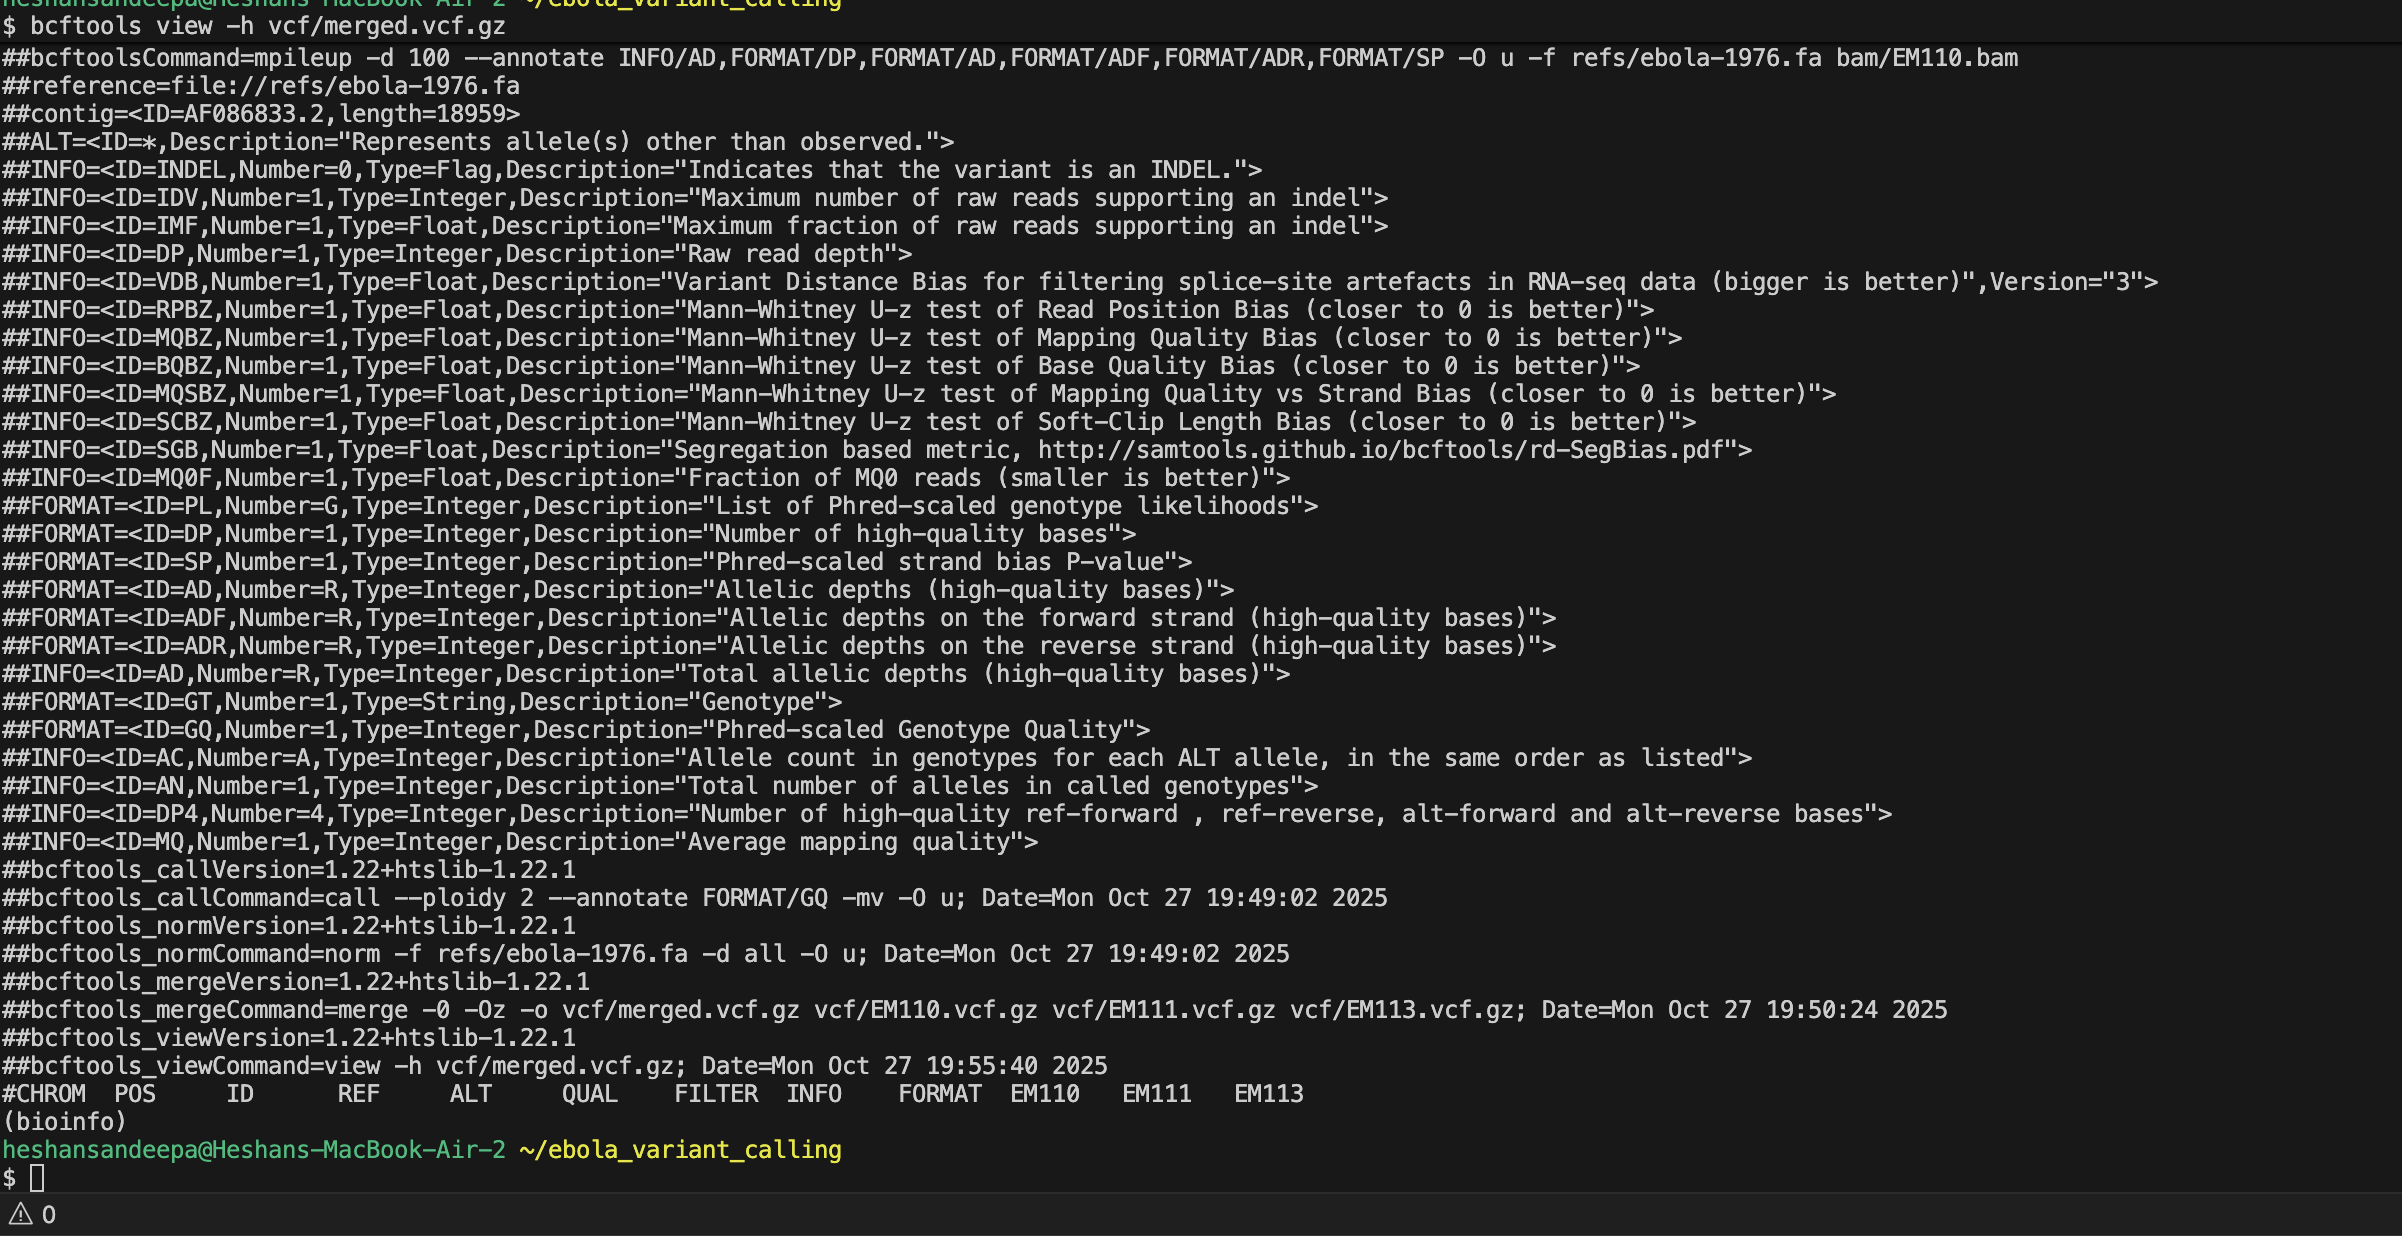 heshansandeepa@Heshans-MacBook-Air-2 ~/ebola_variant_calling
$ bcftools view -h vcf/merged.vcf.gz
##bcftoolsCommand=mpileup -d 100 --annotate INFO/AD,FORMAT/DP,FORMAT/AD,FORMAT/ADF,FORMAT/ADR,FORMAT/SP -O u -f refs/ebola-1976.fa bam/EM110.bam
##reference=file://refs/ebola-1976.fa
##contig=<ID=AF086833.2,length=18959>
##ALT=<ID=*,Description="Represents allele(s) other than observed.">
##INFO=<ID=INDEL,Number=0,Type=Flag,Description="Indicates that the variant is an INDEL.">
##INFO=<ID=IDV,Number=1,Type=Integer,Description="Maximum number of raw reads supporting an indel">
##INFO=<ID=IMF,Number=1,Type=Float,Description="Maximum fraction of raw reads supporting an indel">
##INFO=<ID=DP,Number=1,Type=Integer,Description="Raw read depth">
##INFO=<ID=VDB,Number=1,Type=Float,Description="Variant Distance Bias for filtering splice-site artefacts in RNA-seq data (bigger is better)",Version="3">
##INFO=<ID=RPBZ,Number=1,Type=Float,Description="Mann-Whitney U-z test of Read Position Bias (closer to 0 is better)">
##INFO=<ID=MQBZ,Number=1,Type=Float,Description="Mann-Whitney U-z test of Mapping Quality Bias (closer to 0 is better)">
##INFO=<ID=BQBZ,Number=1,Type=Float,Description="Mann-Whitney U-z test of Base Quality Bias (closer to 0 is better)">
##INFO=<ID=MQSBZ,Number=1,Type=Float,Description="Mann-Whitney U-z test of Mapping Quality vs Strand Bias (closer to 0 is better)">
##INFO=<ID=SCBZ,Number=1,Type=Float,Description="Mann-Whitney U-z test of Soft-Clip Length Bias (closer to 0 is better)">
##INFO=<ID=SGB,Number=1,Type=Float,Description="Segregation based metric, http://samtools.github.io/bcftools/rd-SegBias.pdf">
##INFO=<ID=MQ0F,Number=1,Type=Float,Description="Fraction of MQ0 reads (smaller is better)">
##FORMAT=<ID=PL,Number=G,Type=Integer,Description="List of Phred-scaled genotype likelihoods">
##FORMAT=<ID=DP,Number=1,Type=Integer,Description="Number of high-quality bases">
##FORMAT=<ID=SP,Number=1,Type=Integer,Description="Phred-scaled strand bias P-value">
##FORMAT=<ID=AD,Number=R,Type=Integer,Description="Allelic depths (high-quality bases)">
##FORMAT=<ID=ADF,Number=R,Type=Integer,Description="Allelic depths on the forward strand (high-quality bases)">
##FORMAT=<ID=ADR,Number=R,Type=Integer,Description="Allelic depths on the reverse strand (high-quality bases)">
##INFO=<ID=AD,Number=R,Type=Integer,Description="Total allelic depths (high-quality bases)">
##FORMAT=<ID=GT,Number=1,Type=String,Description="Genotype">
##FORMAT=<ID=GQ,Number=1,Type=Integer,Description="Phred-scaled Genotype Quality">
##INFO=<ID=AC,Number=A,Type=Integer,Description="Allele count in genotypes for each ALT allele, in the same order as listed">
##INFO=<ID=AN,Number=1,Type=Integer,Description="Total number of alleles in called genotypes">
##INFO=<ID=DP4,Number=4,Type=Integer,Description="Number of high-quality ref-forward , ref-reverse, alt-forward and alt-reverse bases">
##INFO=<ID=MQ,Number=1,Type=Integer,Description="Average mapping quality">
##bcftools_callVersion=1.22+htslib-1.22.1
##bcftools_callCommand=call --ploidy 2 --annotate FORMAT/GQ -mv -O u; Date=Mon Oct 27 19:49:02 2025
##bcftools_normVersion=1.22+htslib-1.22.1
##bcftools_normCommand=norm -f refs/ebola-1976.fa -d all -O u; Date=Mon Oct 27 19:49:02 2025
##bcftools_mergeVersion=1.22+htslib-1.22.1
##bcftools_mergeCommand=merge -0 -Oz -o vcf/merged.vcf.gz vcf/EM110.vcf.gz vcf/EM111.vcf.gz vcf/EM113.vcf.gz; Date=Mon Oct 27 19:50:24 2025
##bcftools_viewVersion=1.22+htslib-1.22.1
##bcftools_viewCommand=view -h vcf/merged.vcf.gz; Date=Mon Oct 27 19:55:40 2025
#CHROM POS ID REF ALT QUAL FILTER INFO FORMAT EM110 EM111 EM113
(bioinfo)
heshansandeepa@Heshans-MacBook-Air-2 ~/ebola_variant_calling
$
0